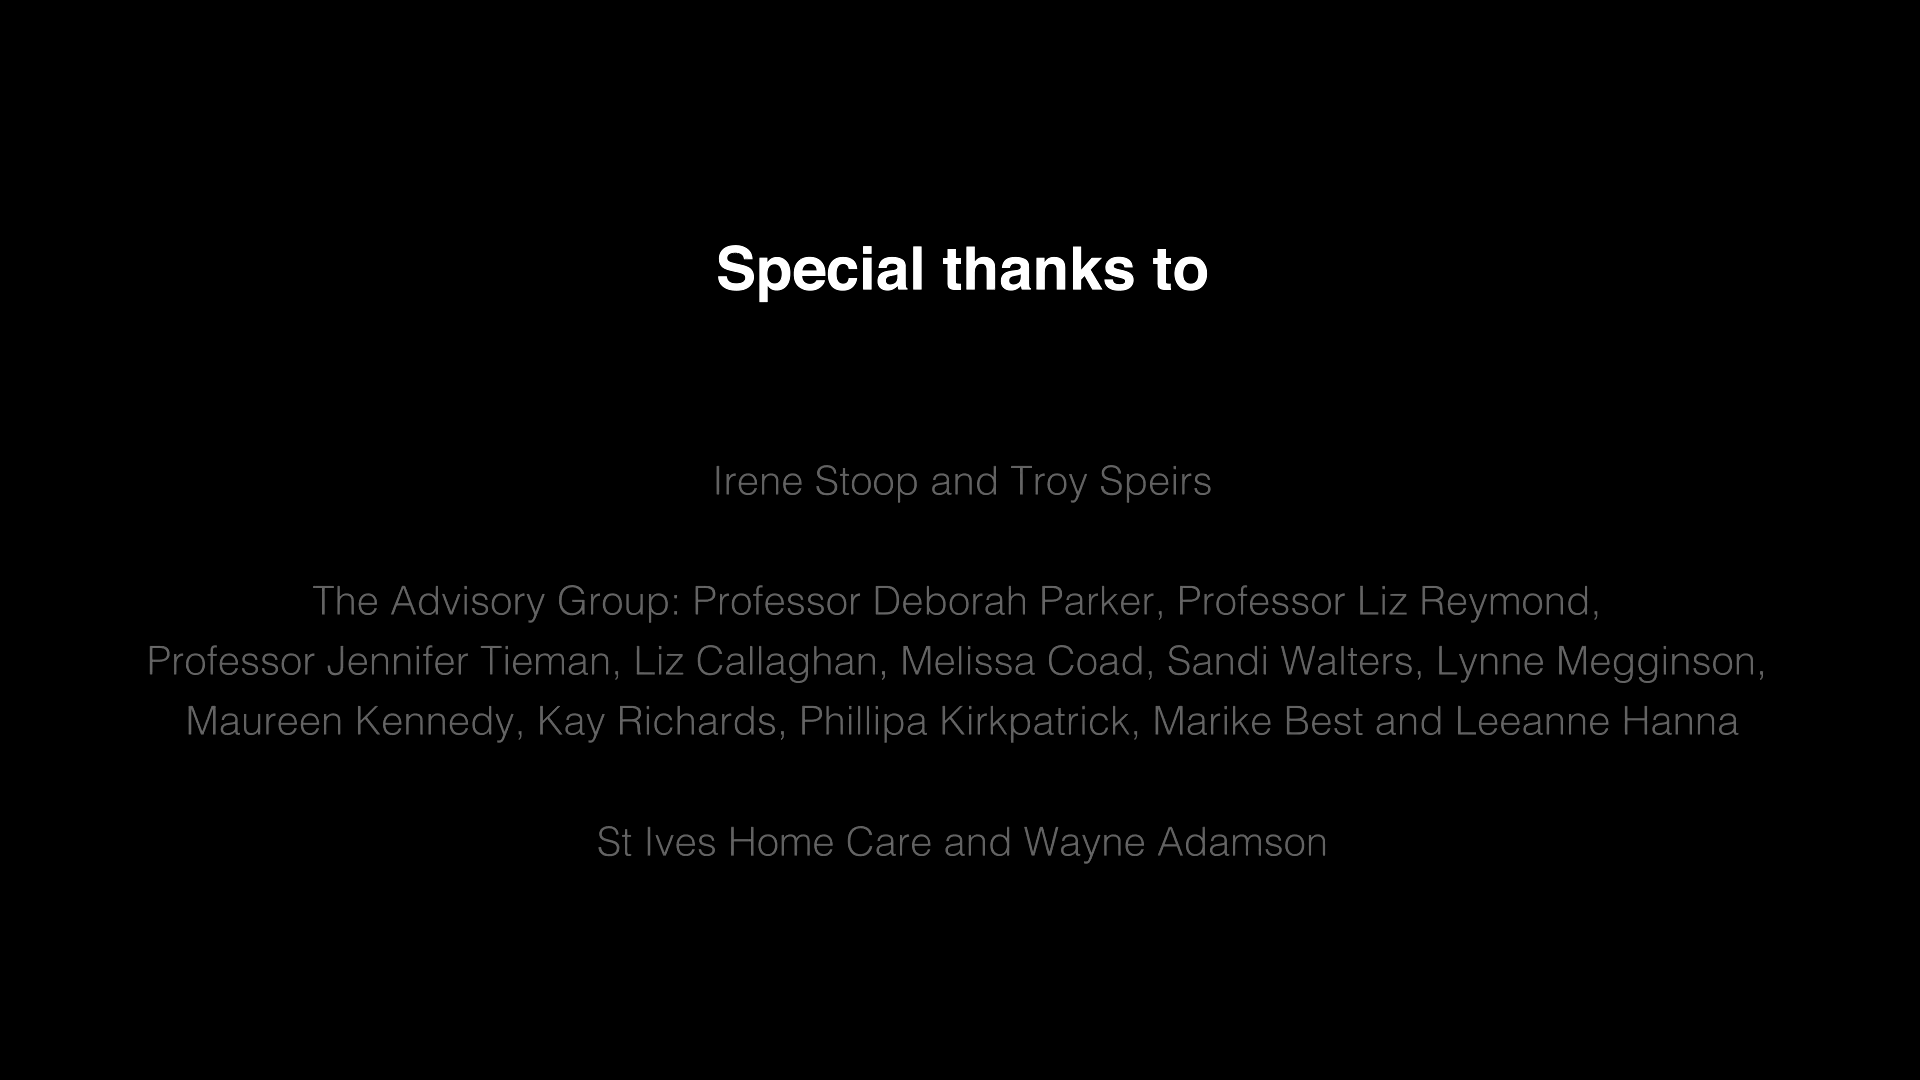 Special thanks to
Irene Stoop and Troy Speirs
The Advisory Group: Professor Deborah Parker, Professor Liz Reymond,
Professor Jennifer Tieman, Liz Callaghan, Melissa Coad, Sandi Walters, Lynne Megginson,
Maureen Kennedy, Kay Richards, Phillipa Kirkpatrick, Marike Best and Leeanne Hanna
St Ives Home Care and Wayne Adamson